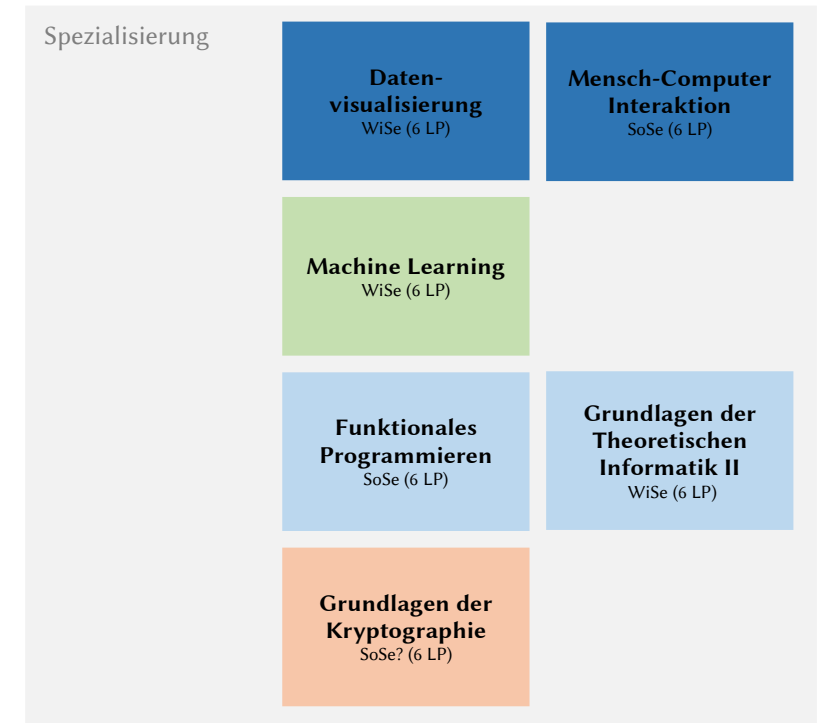 Spezialisierung
Daten-
visualisierung
WiSe (6 LP)
Mensch-Computer
Interaktion
SoSe (6 LP)
Machine Learning
WiSe (6 LP)
Funktionales
Programmieren
SoSe (6 LP)
Grundlagen der
Theoretischen
Informatik II
WiSe (6 LP)
Grundlagen der
Kryptographie
SoSe? (6 LP)